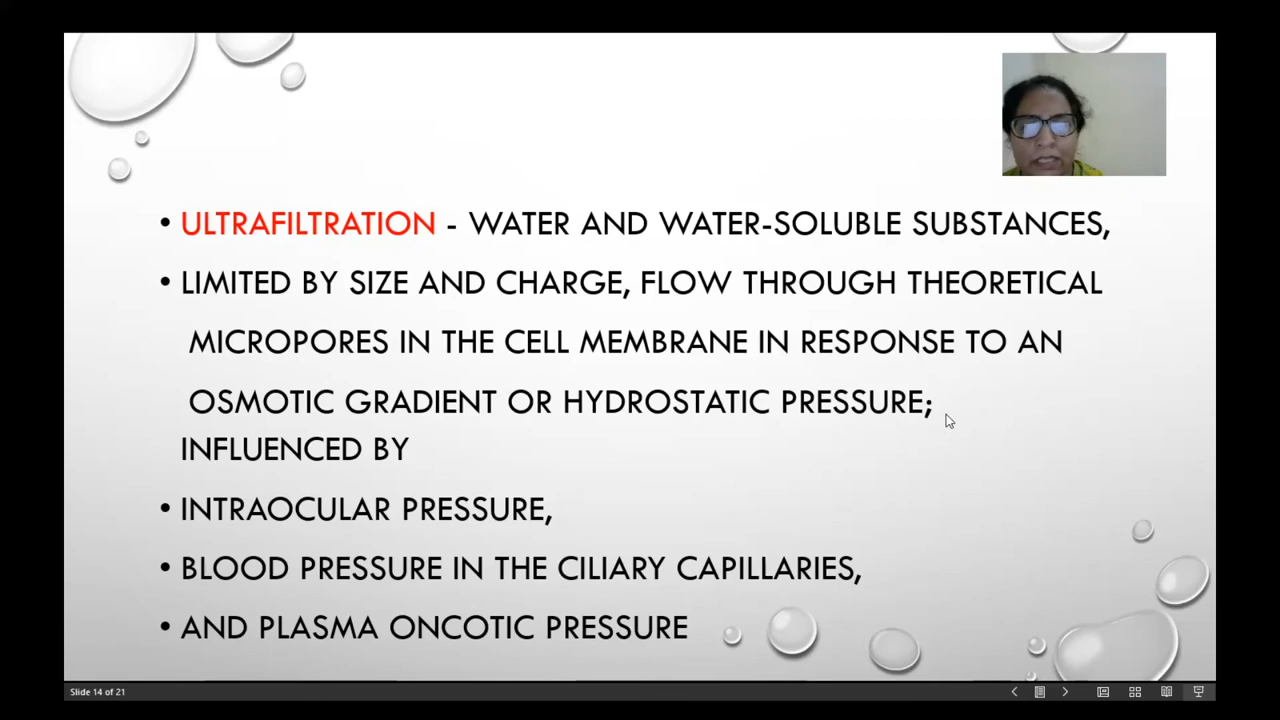 • ULTRAFILTRATION - WATER AND WATER-SOLUBLE SUBSTANCES,
• LIMITED BY SIZE AND CHARGE, FLOW THROUGH THEORETICAL
MICROPORES IN THE CELL MEMBRANE IN RESPONSE TO AN
OSMOTIC GRADIENT OR HYDROSTATIC PRESSURE;
INFLUENCED BY
• INTRAOCULAR PRESSURE,
• BLOOD PRESSURE IN THE CILIARY CAPILLARIES,
• AND PLASMA ONCOTIC PRESSURE
Slide 14 of 21